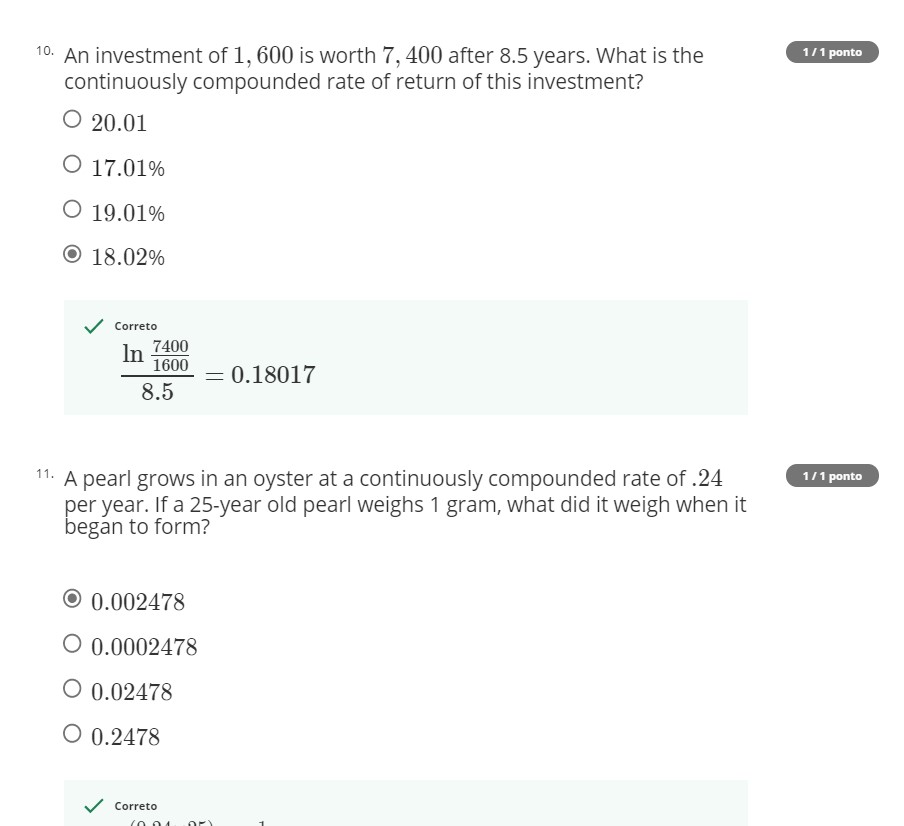 10. An investment of 1,600 is worth 7,400 after 8.5 years. What is the
1 / 1 ponto
continuously compounded rate of return of this investment?
20.01
17.01%
19.01%
18.02%
Correto
ln 7400/1600
= 0.18017
8.5
11. A pearl grows in an oyster at a continuously compounded rate of .24
1 / 1 ponto
per year. If a 25-year old pearl weighs 1 gram, what did it weigh when it
began to form?
0.002478
0.0002478
0.02478
0.2478
Correto